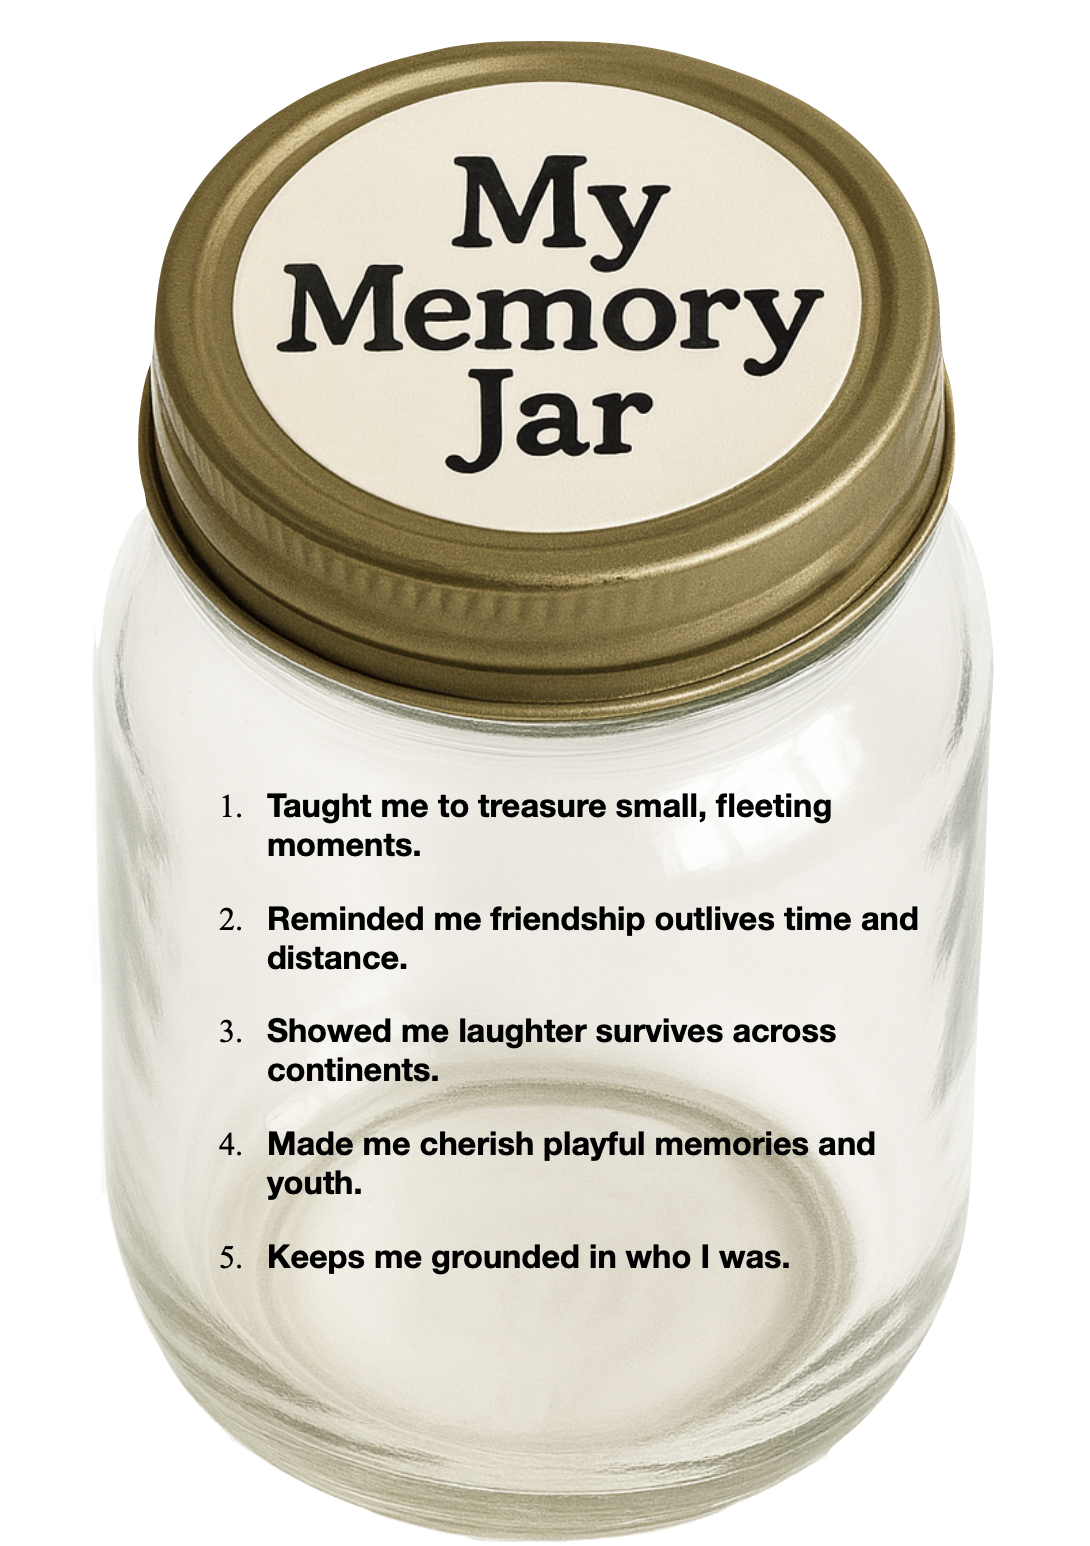 My
Memory
Jar
1. Taught me to treasure small, fleeting
moments.
2. Reminded me friendship outlives time and
distance.
3. Showed me laughter survives across
continents.
4. Made me cherish playful memories and
youth.
5. Keeps me grounded in who I was.